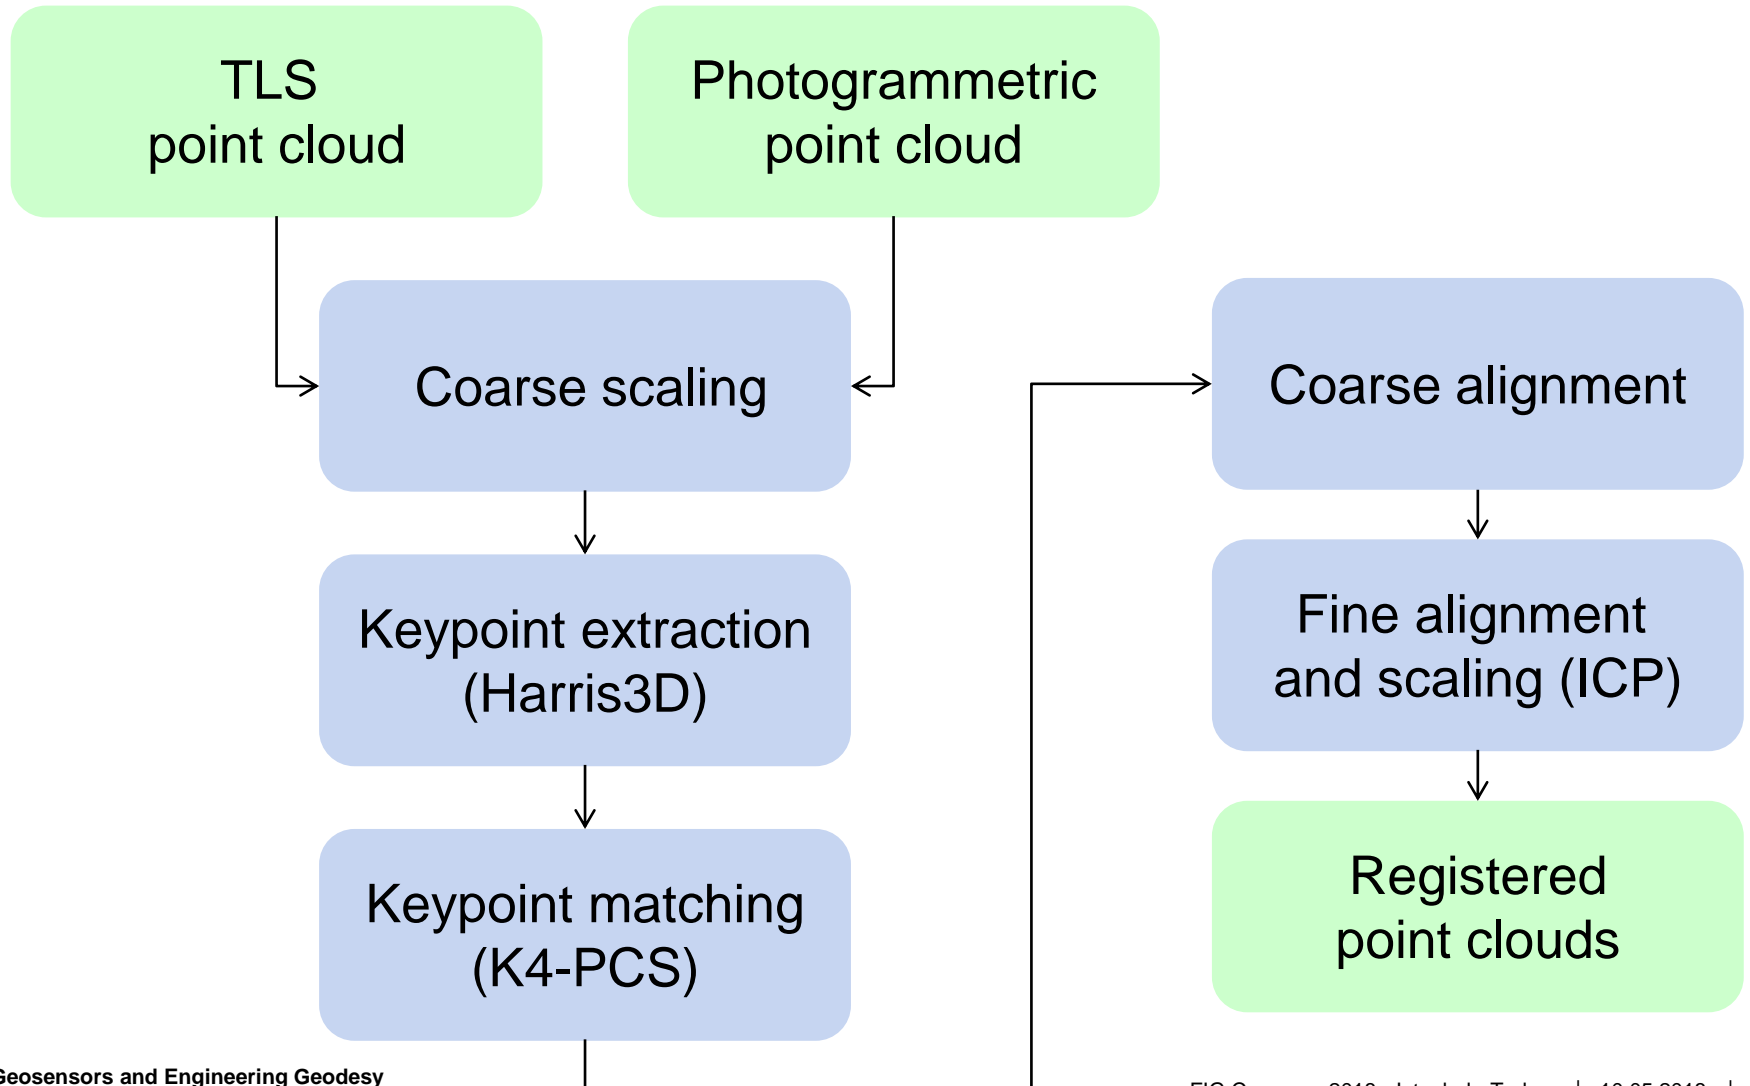 TLS
point cloud
Photogrammetric
point cloud
Coarse scaling
Keypoint extraction
(Harris3D)
Keypoint matching
(K4-PCS)
Coarse alignment
Fine alignment
and scaling (ICP)
Registered
point clouds
Geosensors and Engineering Geodesy